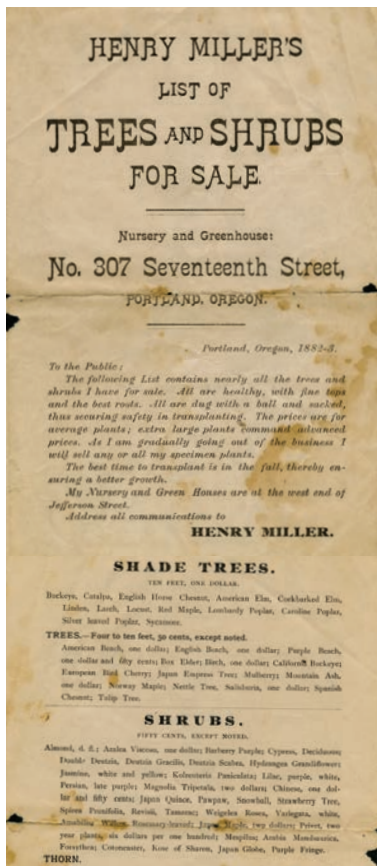 HENRY MILLER'S
LIST OF
TREES AND SHRUBS
FOR SALE.
Nursery and Greenhouse:
No. 307 Seventeenth Street,
PORTLAND, OREGON.
Portland, Oregon, 1882-3.
To the Public:
The following List contains nearly all the trees and
shrubs I have for sale. All are healthy, with fine tops
and the best roots. All are dug with a ball and sacked,
thus securing safety in transplanting. The prices are for
average plants; extra large plants command advanced
prices. As I am gradually going out of the business I
will sell any or all my specimen plants.
The best time to transplant is in the fall, thereby en-
suring a better growth.
My Nursery and Green Houses are at the west end of
Jefferson Street.
Address all communications to
HENRY MILLER.
SHADE TREES.
TEN FEET, ONE DOLLAR.
Buckeye, Catalpa, English Horse Chesnut, American Elm, Corkbarked Elm,
Linden, Larch, Locust, Red Maple, Lombardy Poplar, Caroline Poplar,
Silver leaved Poplar, Sycamore.
TREES.—Four to ten feet, 50 cents, except noted.
American Beach, one dollar; English Beach, one dollar; Purple Beach,
one dollar and fifty cents; Box Elder; Birch, one dollar; California Buckeye;
European Bird Cherry; Japan Empress Tree; Mulberry; Mountain Ash,
one dollar; Norway Maple; Nettle Tree, Salisburia, one dollar; Spanish
Chesnut; Tulip Tree.
SHRUBS.
FIFTY CENTS, EXCEPT NOTED.
Almond, d. fl.; Azalea Viscosa, one dollar; Barbary Purple; Cypress, Deciduous;
Double Deutzia, Deutzia Gracilis, Deutzia Scabra, Hydrangea Grandiflower;
Jasmine, white and yellow; Kolreuteria Paniculata; Lilac, purple, white,
Persian, late purple; Magnolia Tripetala, two dollars; Chinese, one dol-
lar and fifty cents; Japan Quince, Pawpaw, Snowball, Strawberry Tree,
Spirea Prunifolia, Revisii, Tamarac; Weigelea Rosea, Variegata, white,
Rosemary-leaved; Japan Maple, two dollars; Privet, two
year plants, six dollars per one hundred; Mespilus; Arabia Mandsurica,
Forsythea; Cotoneaster, Rose of Sharon, Japan Globe, Purple Fringe.
THORN.